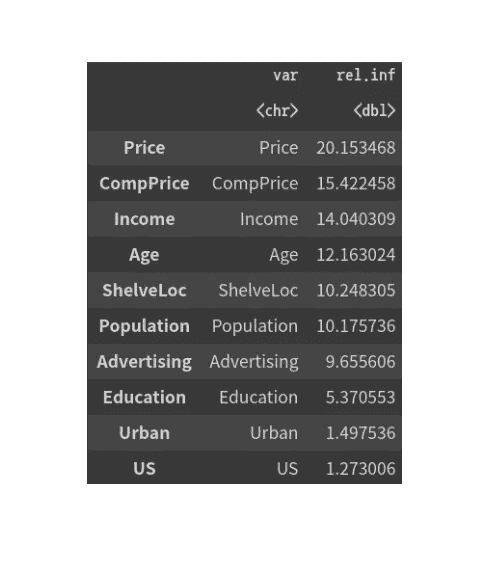 var rel.inf
<chr> <dbl>
Price Price 20.153468
CompPrice CompPrice 15.422458
Income Income 14.040309
Age Age 12.163024
ShelveLoc ShelveLoc 10.248305
Population Population 10.175736
Advertising Advertising 9.655606
Education Education 5.370553
Urban Urban 1.497536
US US 1.273006